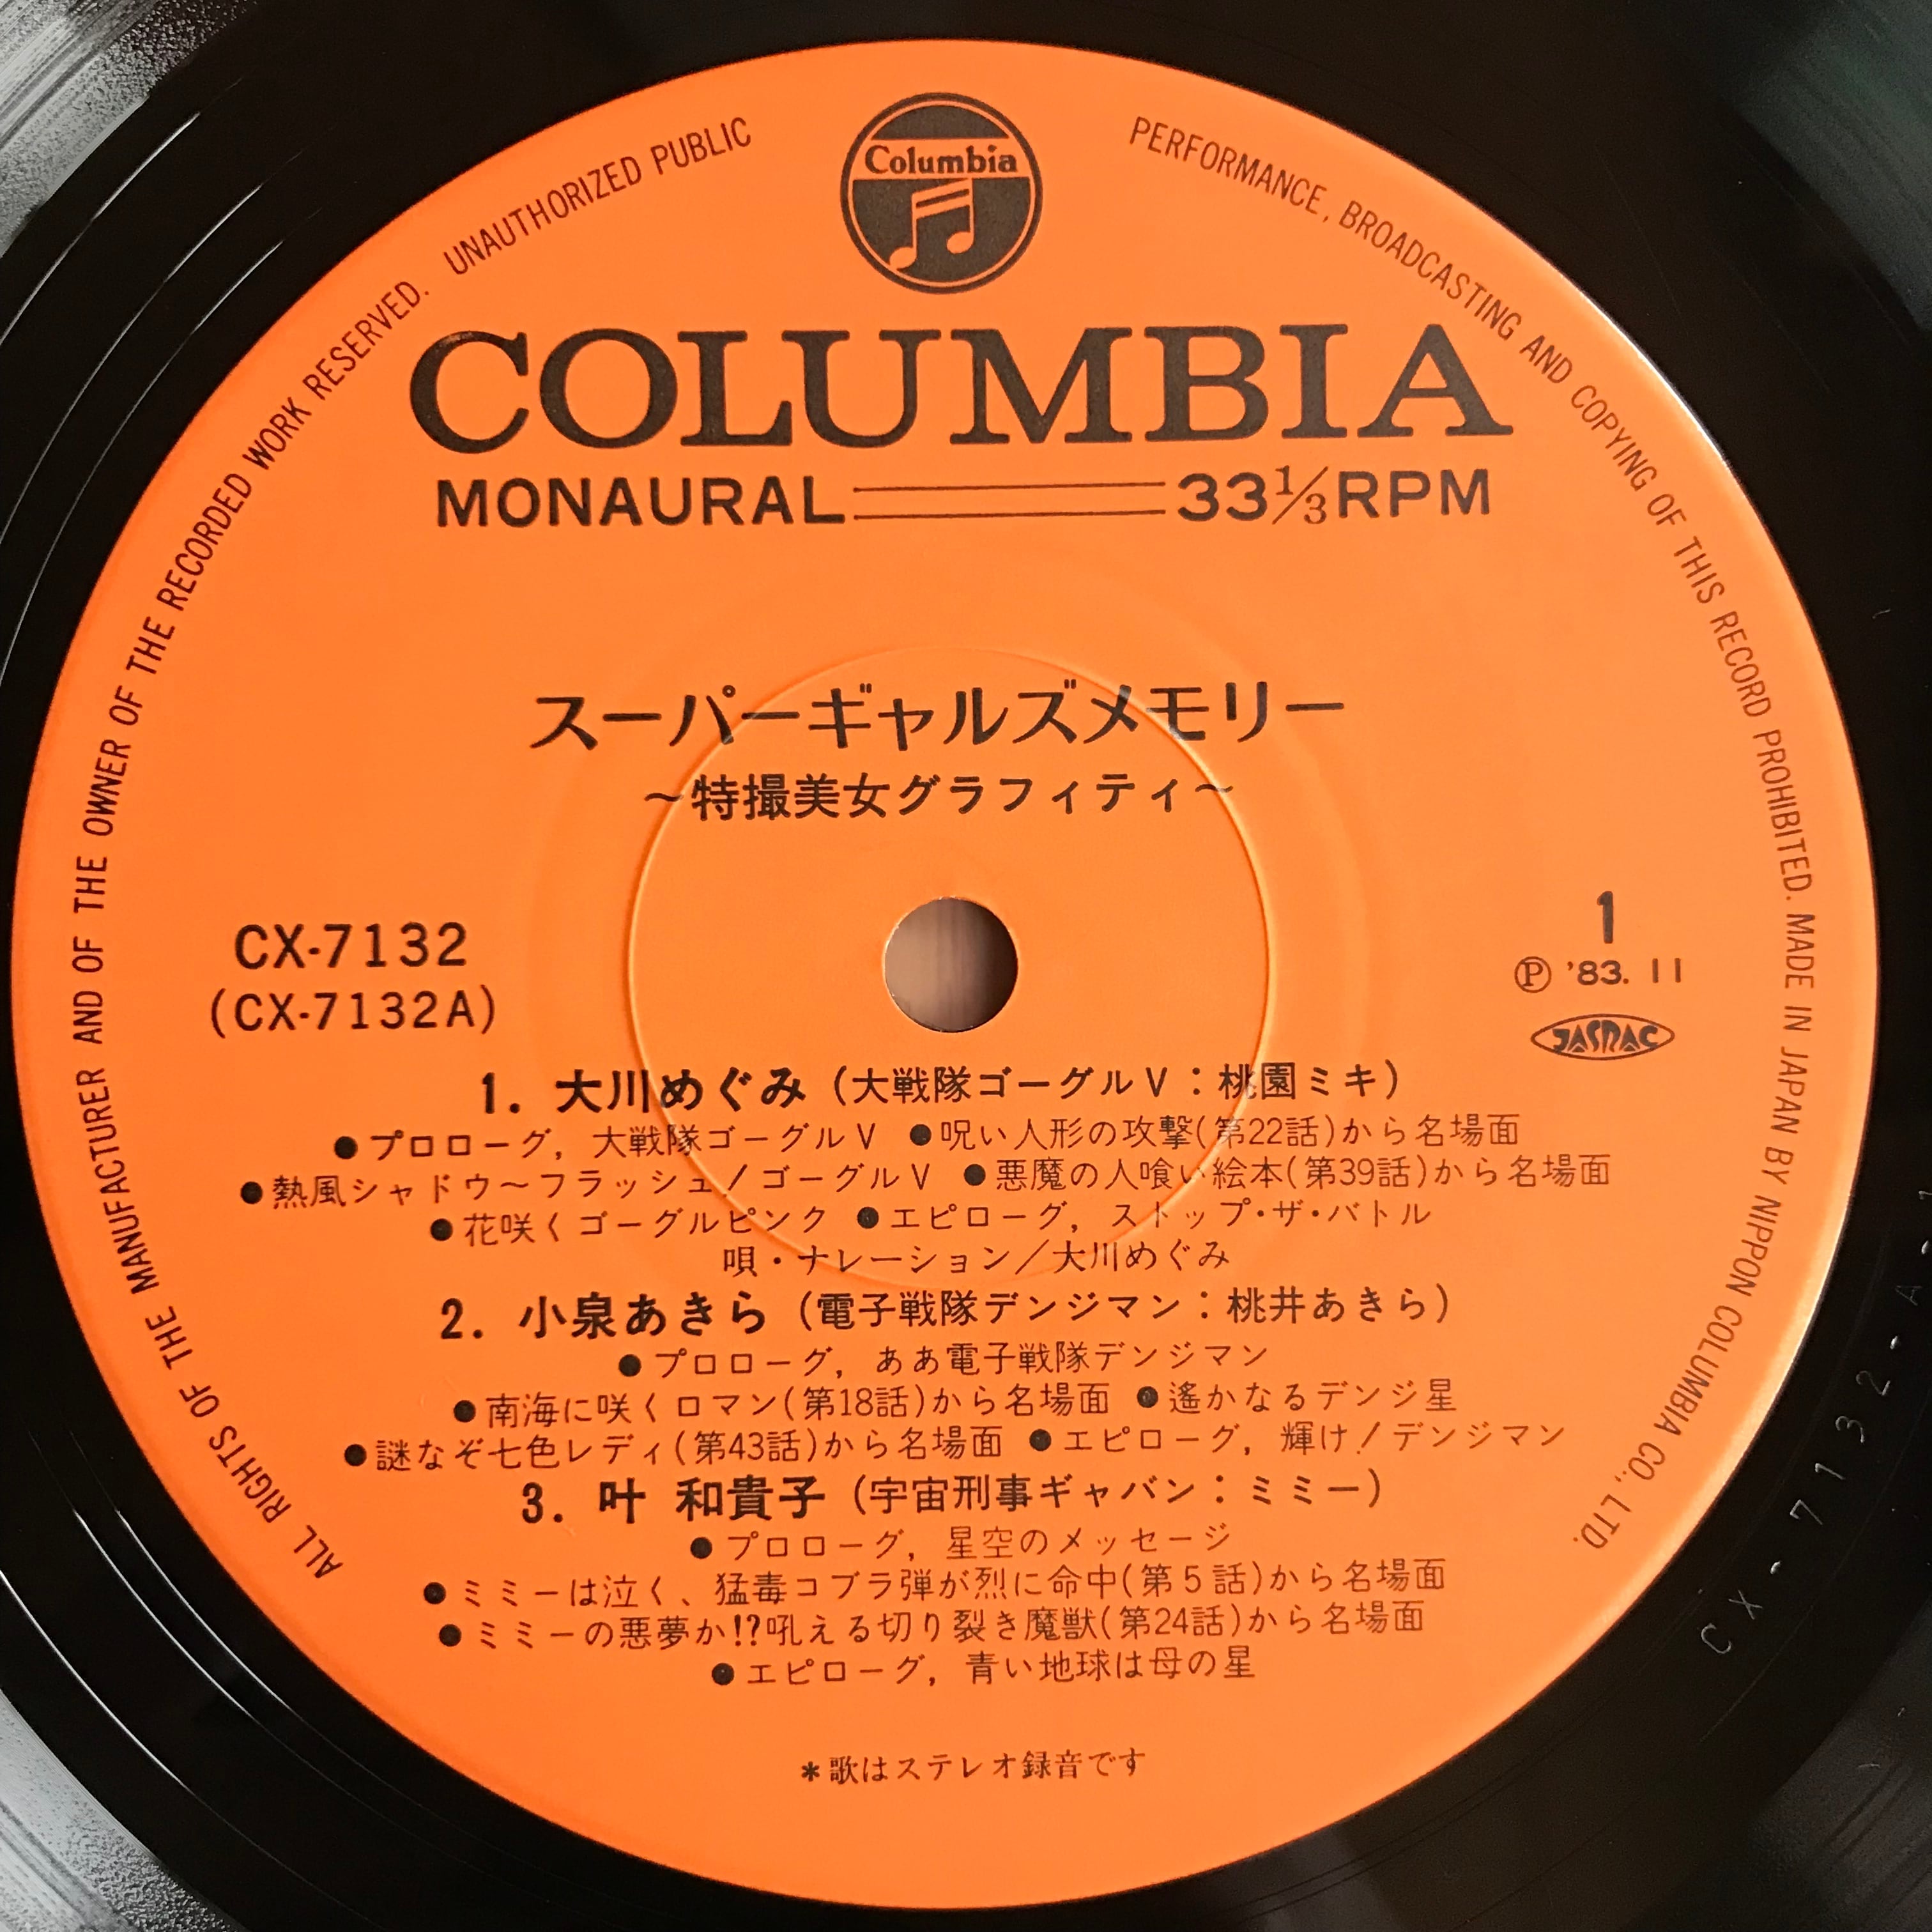 Columbia
ALL RIGHTS OF THE MANUFACTURER AND OF THE OWNER OF THE RECORDED WORK RESERVED. UNAUTHORIZED PUBLIC PERFORMANCE, BROADCASTING AND COPYING OF THIS RECORD PROHIBITED. MADE IN JAPAN BY NIPPON COLUMBIA CO., LTD.
COLUMBIA
MONAURAL 33⅓RPM
スーパーギャルズメモリー
～特撮美女グラフィティ～
CX-7132
(CX-7132A)
1
Ⓟ '83. 11
JASRAC
1. 大川めぐみ (大戦隊ゴーグルV：桃園ミキ)
●プロローグ, 大戦隊ゴーグルV ●呪い人形の攻撃(第22話)から名場面
●熱風シャドウ～フラッシュ!ゴーグルV ●悪魔の人喰い絵本(第39話)から名場面
●花咲くゴーグルピンク ●エピローグ, ストップ・ザ・バトル
唄・ナレーション／大川めぐみ
2. 小泉あきら (電子戦隊デンジマン：桃井あきら)
●プロローグ, ああ電子戦隊デンジマン
●南海に咲くロマン(第18話)から名場面 ●遙かなるデンジ星
●謎なぞ七色レディ(第43話)から名場面 ●エピローグ, 輝け!デンジマン
3. 叶 和貴子 (宇宙刑事ギャバン：ミミー)
●プロローグ, 星空のメッセージ
●ミミーは泣く、猛毒コブラ弾が烈に命中(第5話)から名場面
●ミミーの悪夢か!?吼える切り裂き魔獣(第24話)から名場面
●エピローグ, 青い地球は母の星
＊歌はステレオ録音です
CX-7132-A